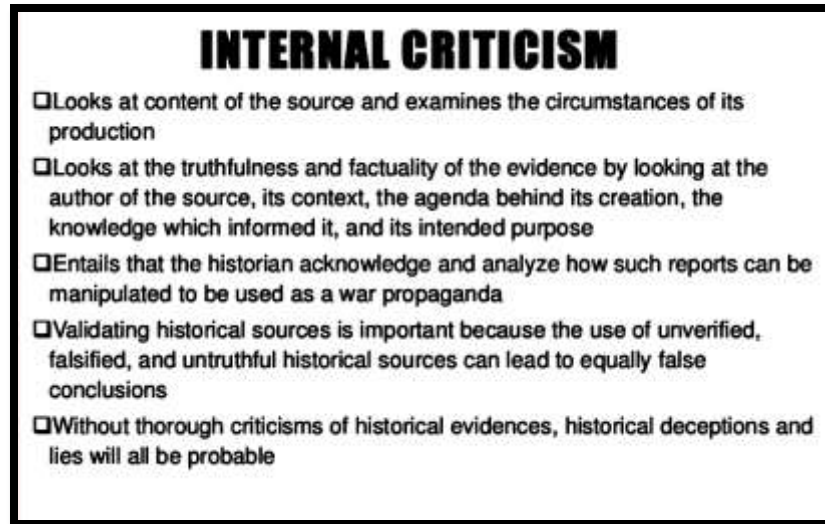 INTERNAL CRITICISM
❑Looks at content of the source and examines the circumstances of its
production
❑Looks at the truthfulness and factuality of the evidence by looking at the
author of the source, its context, the agenda behind its creation, the
knowledge which informed it, and its intended purpose
❑Entails that the historian acknowledge and analyze how such reports can be
manipulated to be used as a war propaganda
❑Validating historical sources is important because the use of unverified,
falsified, and untruthful historical sources can lead to equally false
conclusions
❑Without thorough criticisms of historical evidences, historical deceptions and
lies will all be probable